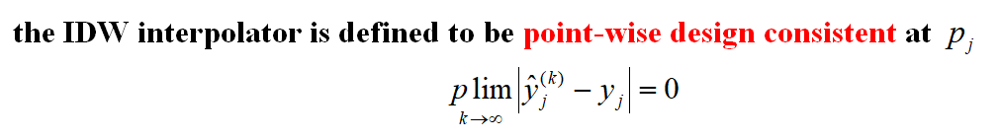 the IDW interpolator is defined to be point-wise design consistent at p_j
p lim_{k→∞} |ŷ_j^{(k)} − y_j| = 0